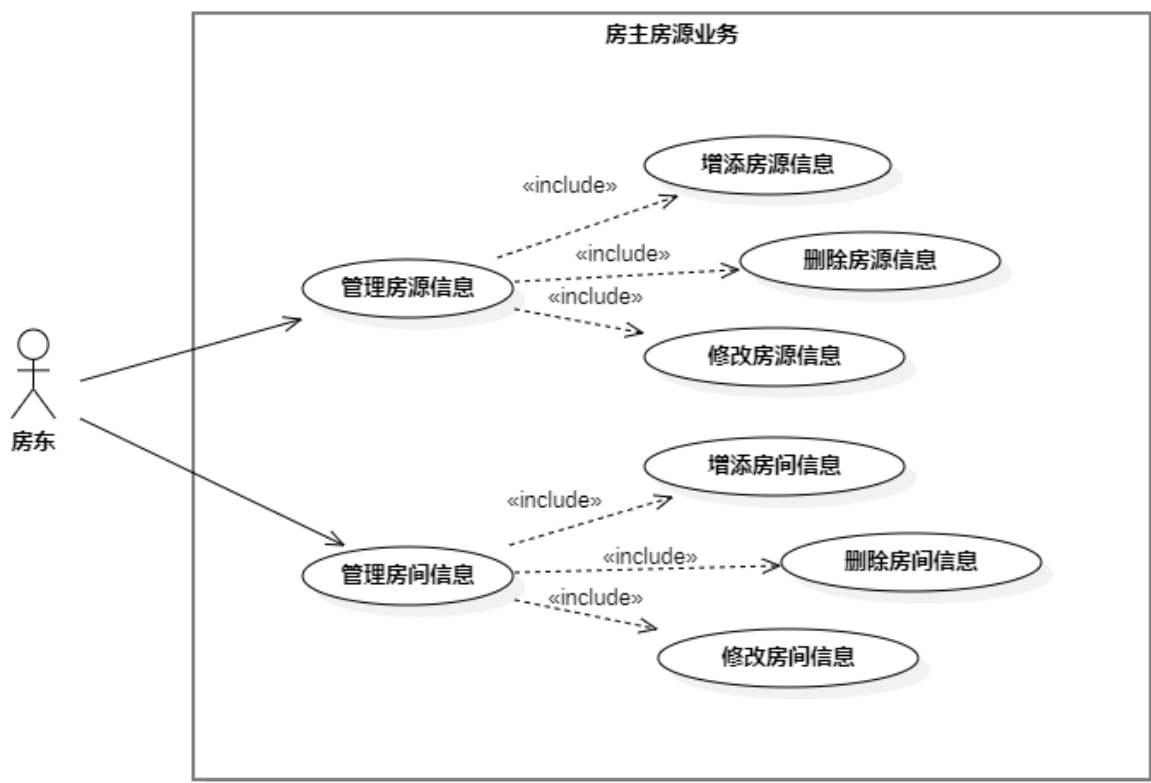 房主房源业务
增添房源信息
«include»
«include»
删除房源信息
管理房源信息
«include»
修改房源信息
房东
增添房间信息
«include»
«include»
删除房间信息
管理房间信息
«include»
修改房间信息